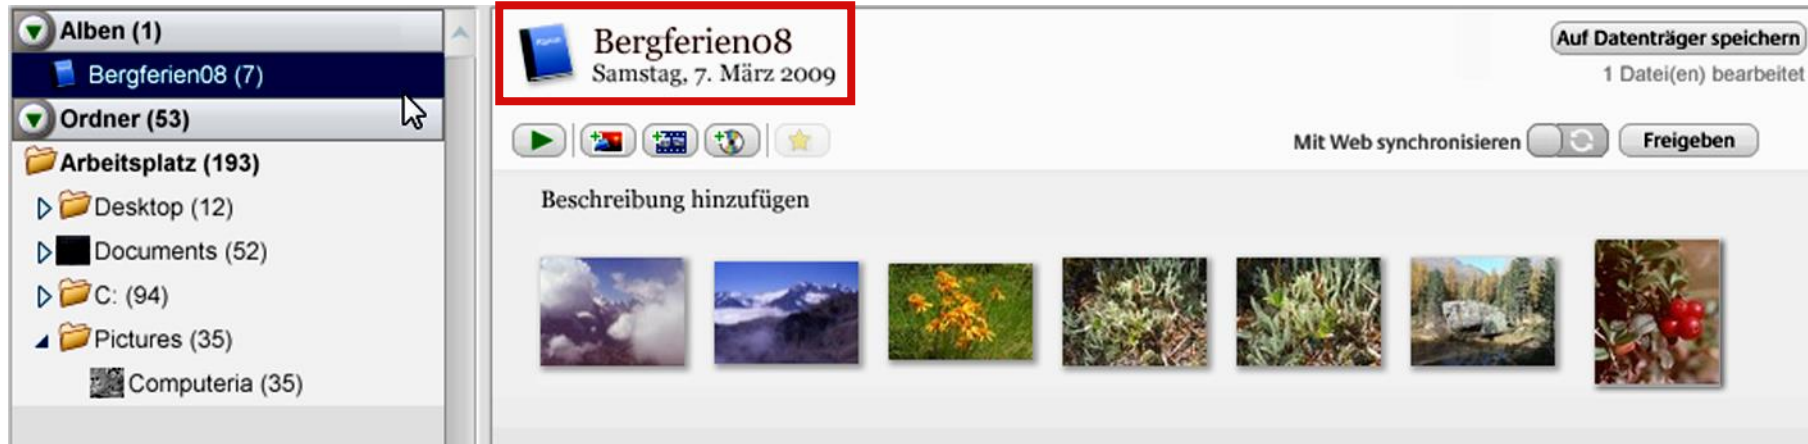 Alben (1)
Bergferien08 (7)
Ordner (53)
Arbeitsplatz (193)
Desktop (12)
Documents (52)
C: (94)
Pictures (35)
Computeria (35)
Bergferien08
Samstag, 7. März 2009
Auf Datenträger speichern
1 Datei(en) bearbeitet
Mit Web synchronisieren
Freigeben
Beschreibung hinzufügen